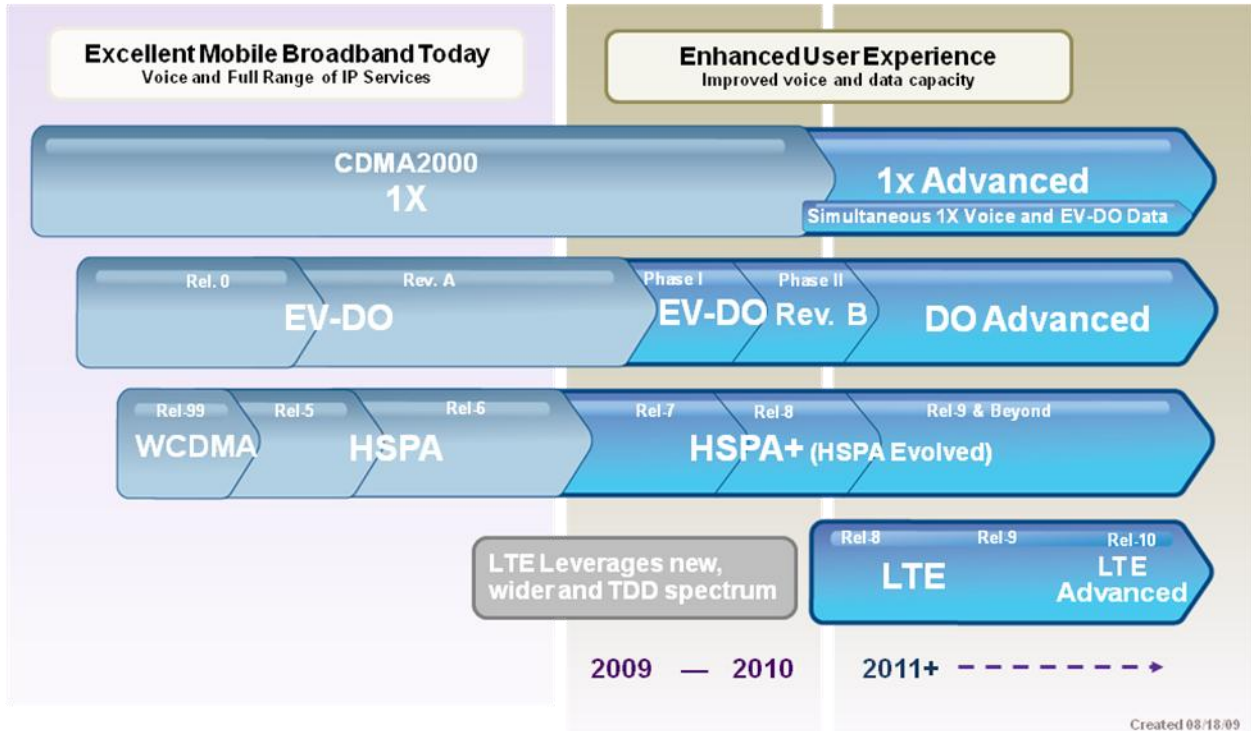 Excellent Mobile Broadband Today
Voice and Full Range of IP Services
Enhanced User Experience
Improved voice and data capacity
CDMA2000
1X
1x Advanced
Simultaneous 1X Voice and EV-DO Data
Rel. 0
Rev. A
EV-DO
Phase I
Phase II
EV-DO Rev. B
DO Advanced
Rel-99
WCDMA
Rel-5
Rel-6
HSPA
Rel-7
Rel-8
Rel-9 & Beyond
HSPA+ (HSPA Evolved)
LTE Leverages new,
wider and TDD spectrum
Rel-8
Rel-9
Rel-10
LTE
LTE
Advanced
2009 — 2010
2011+
Created 08/18/09